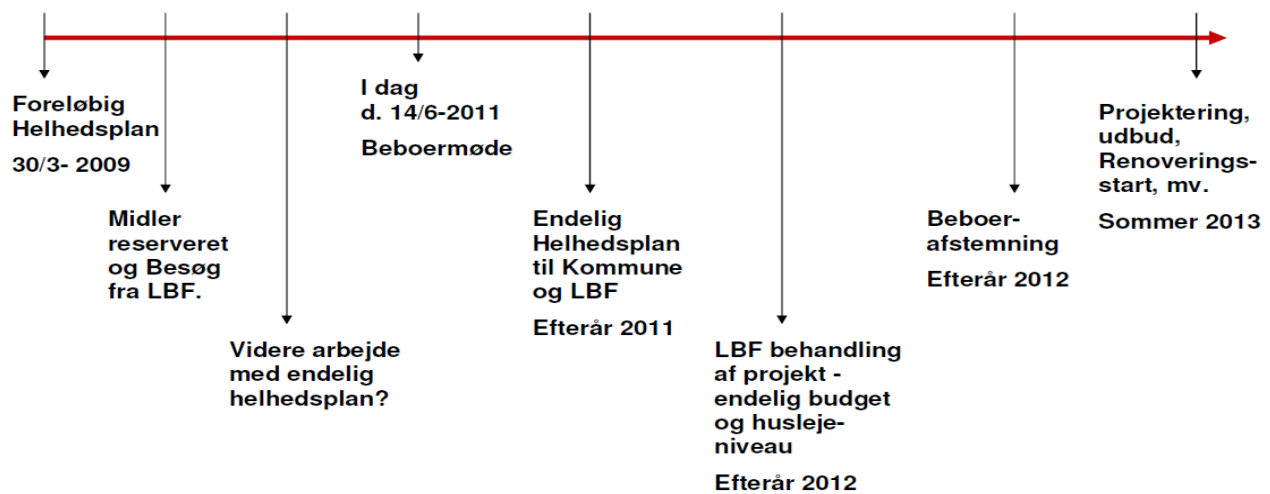 Foreløbig
Helhedsplan
30/3- 2009
Midler
reserveret
og Besøg
fra LBF.
Videre arbejde
med endelig
helhedsplan?
I dag
d. 14/6-2011
Beboermøde
Endelig
Helhedsplan
til Kommune
og LBF
Efterår 2011
LBF behandling
af projekt -
endelig budget
og husleje-
niveau
Efterår 2012
Beboer-
afstemning
Efterår 2012
Projektering,
udbud,
Renoverings-
start, mv.
Sommer 2013